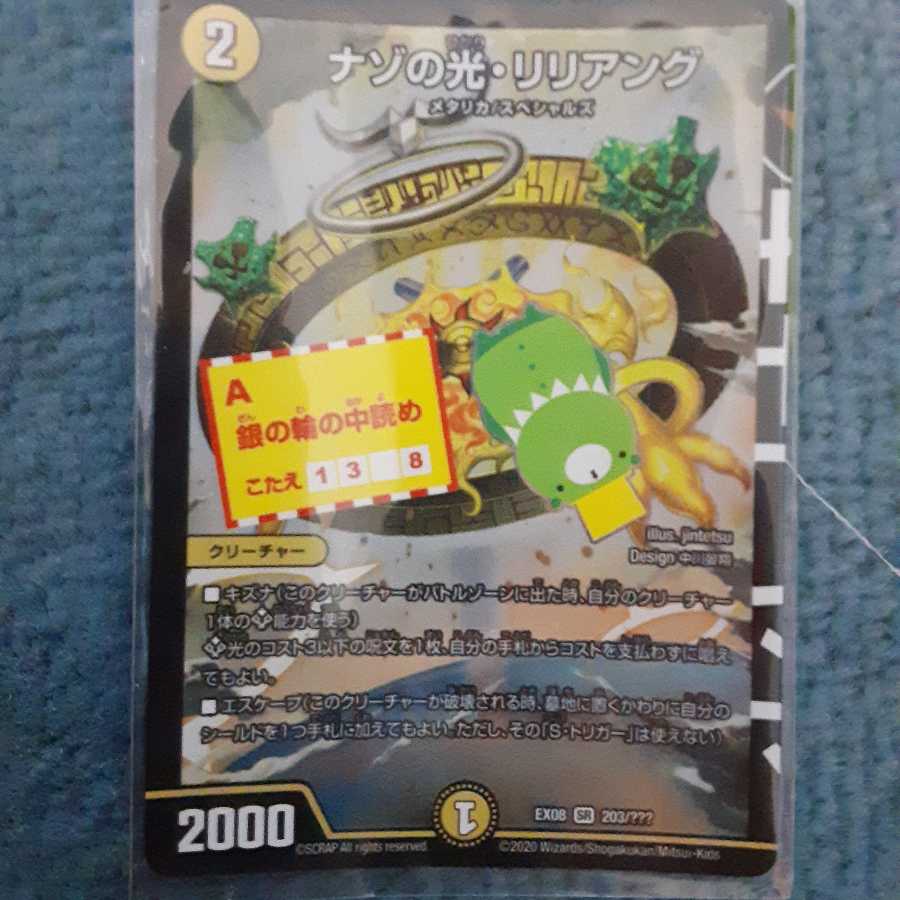 2
ナゾの光・リリアング
メタリカ/スペシャルズ
A
銀の輪の中読め
こたえ 1 3 8
illus. jintetsu
Design
クリーチャー
■ キズナ(このクリーチャーがバトルゾーンに出た時、自分のクリーチャー
1体の能力を使う)
光のコスト3以下の呪文を1枚、自分の手札からコストを支払わずに唱え
てもよい。
■ エスケープ(このクリーチャーが破壊される時、墓地に置くかわりに自分の
シールドを1つ手札に加えてもよい ただし、その「S・トリガー」は使えない)
2000
1
EX08 SR 203/???
©SCRAP All rights reserved.
©2020 Wizards/Shogakukan/Mitsui-Kids